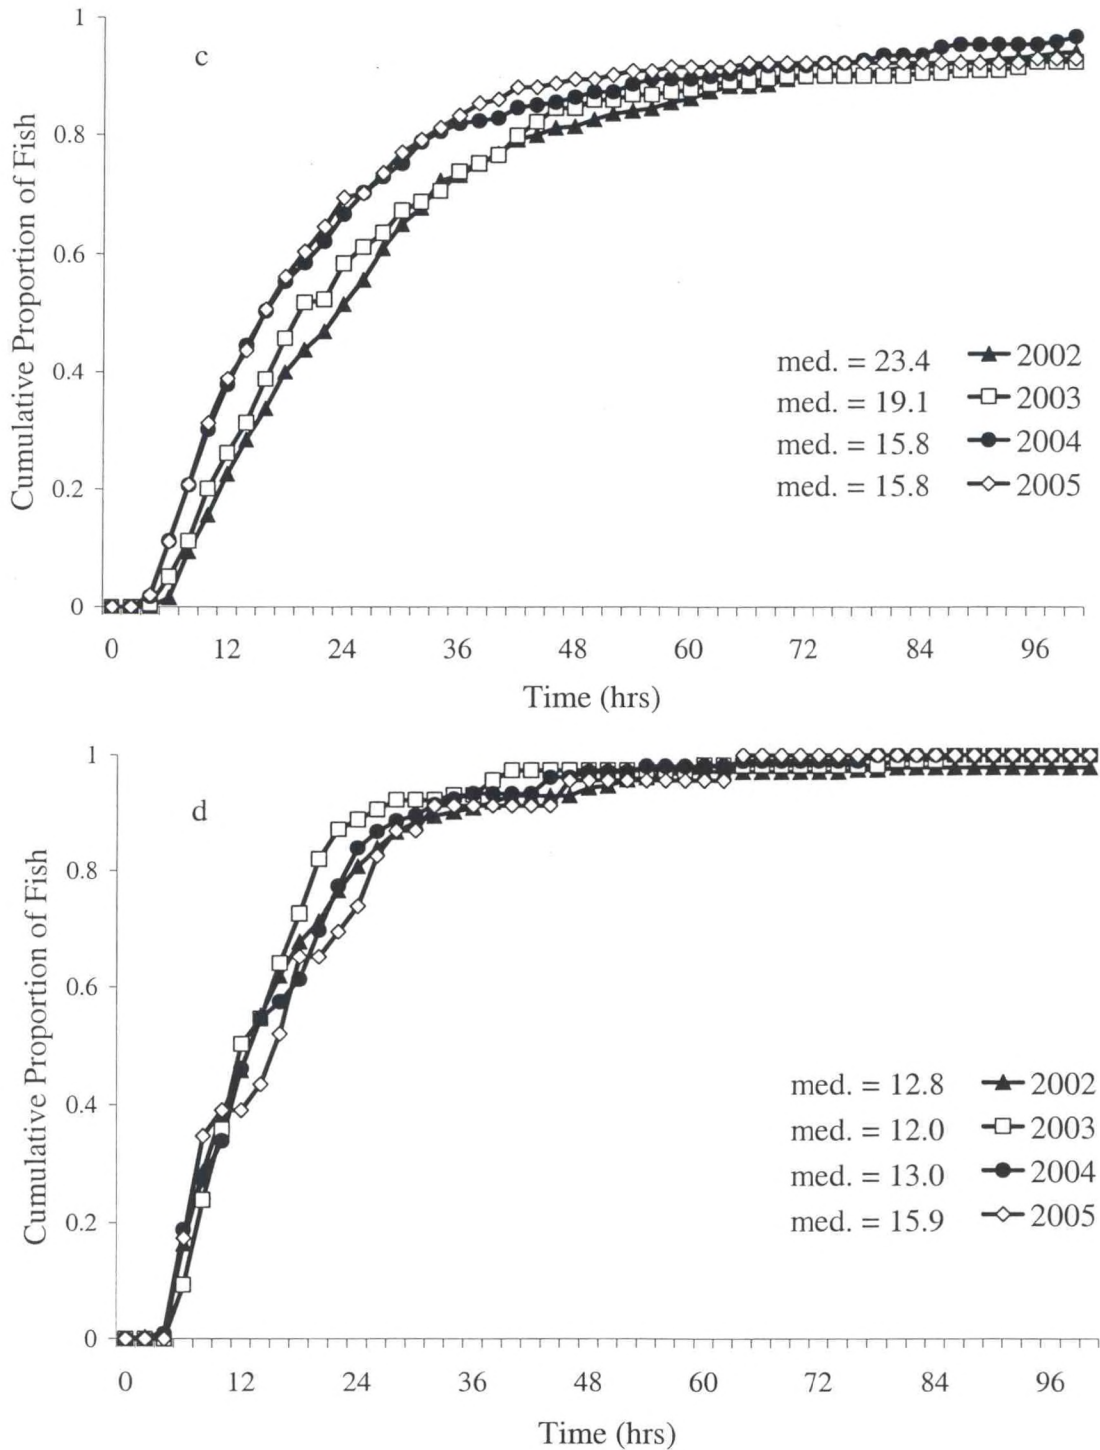 c
Cumulative Proportion of Fish
1
0.8
0.6
0.4
0.2
0
med. = 23.4 2002
med. = 19.1 2003
med. = 15.8 2004
med. = 15.8 2005
0 12 24 36 48 60 72 84 96
Time (hrs)
d
Cumulative Proportion of Fish
1
0.8
0.6
0.4
0.2
0
med. = 12.8 2002
med. = 12.0 2003
med. = 13.0 2004
med. = 15.9 2005
0 12 24 36 48 60 72 84 96
Time (hrs)